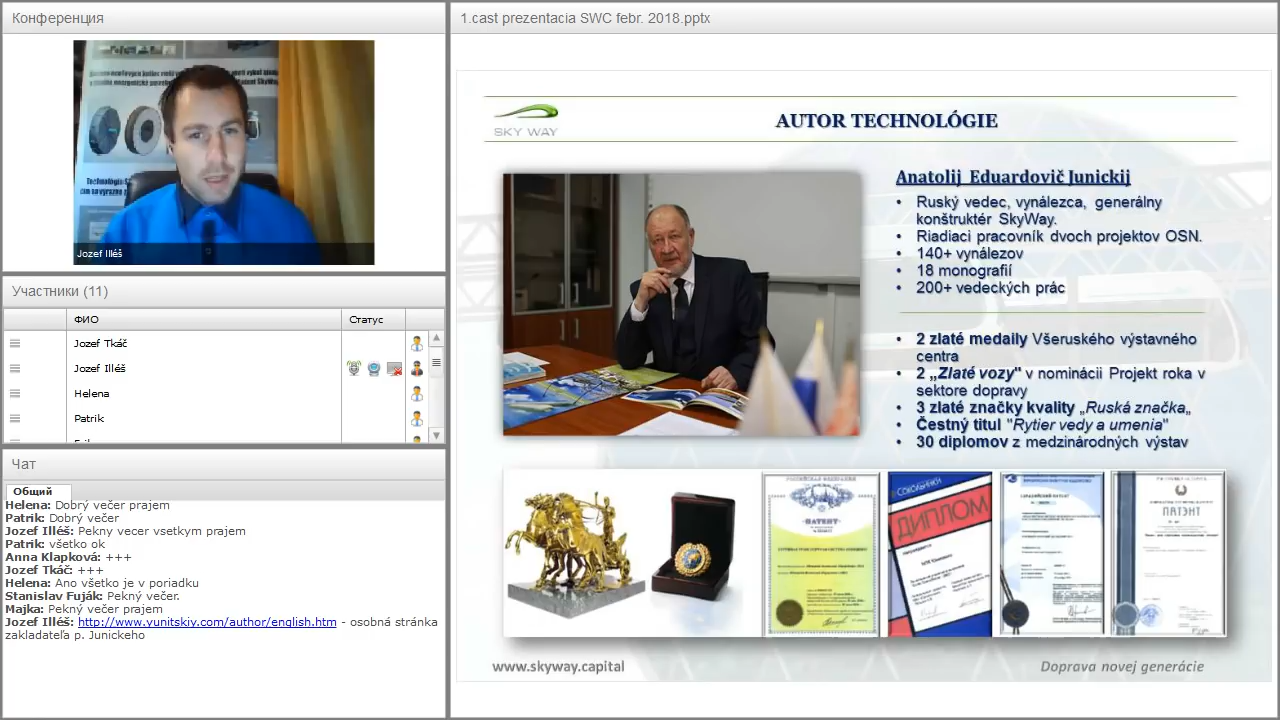 Конференция
Jozef Illéš
Участники (11)
ФИО
Статус
Jozef Tkáč
Jozef Illéš
Helena
Patrik
Чат
Общий
Helena: Dobrý večer prajem
Patrik: Dobrý večer
Jozef Illéš: Pekny vecer vsetkym prajem
Patrik: všetko ok
Anna Klapková: +++
Jozef Tkáč: +++
Helena: Ano všetko v poriadku
Stanislav Fuják: Pekný večer.
Majka: Pekný večer prajem
Jozef Illéš: http://www.yunitskiy.com/author/english.htm - osobná stránka
zakladateľa p. Junickeho
1.cast prezentacia SWC febr. 2018.pptx
SKY WAY
AUTOR TECHNOLÓGIE
Anatolij Eduardovič Junickij
• Ruský vedec, vynálezca, generálny
konštruktér SkyWay.
• Riadiaci pracovník dvoch projektov OSN.
• 140+ vynálezov
• 18 monografií
• 200+ vedeckých prác
• 2 zlaté medaily Všeruského výstavného
centra
• 2 „Zlaté vozy" v nominácii Projekt roka v
sektore dopravy
• 3 zlaté značky kvality „Ruská značka„
• Čestný titul "Rytier vedy a umenia"
• 30 diplomov z medzinárodných výstav
СОКОЛЬНИКИ
ДИПЛОМ
ПАТЕНТ
ПАТЭНТ
www.skyway.capital
Doprava novej generácie